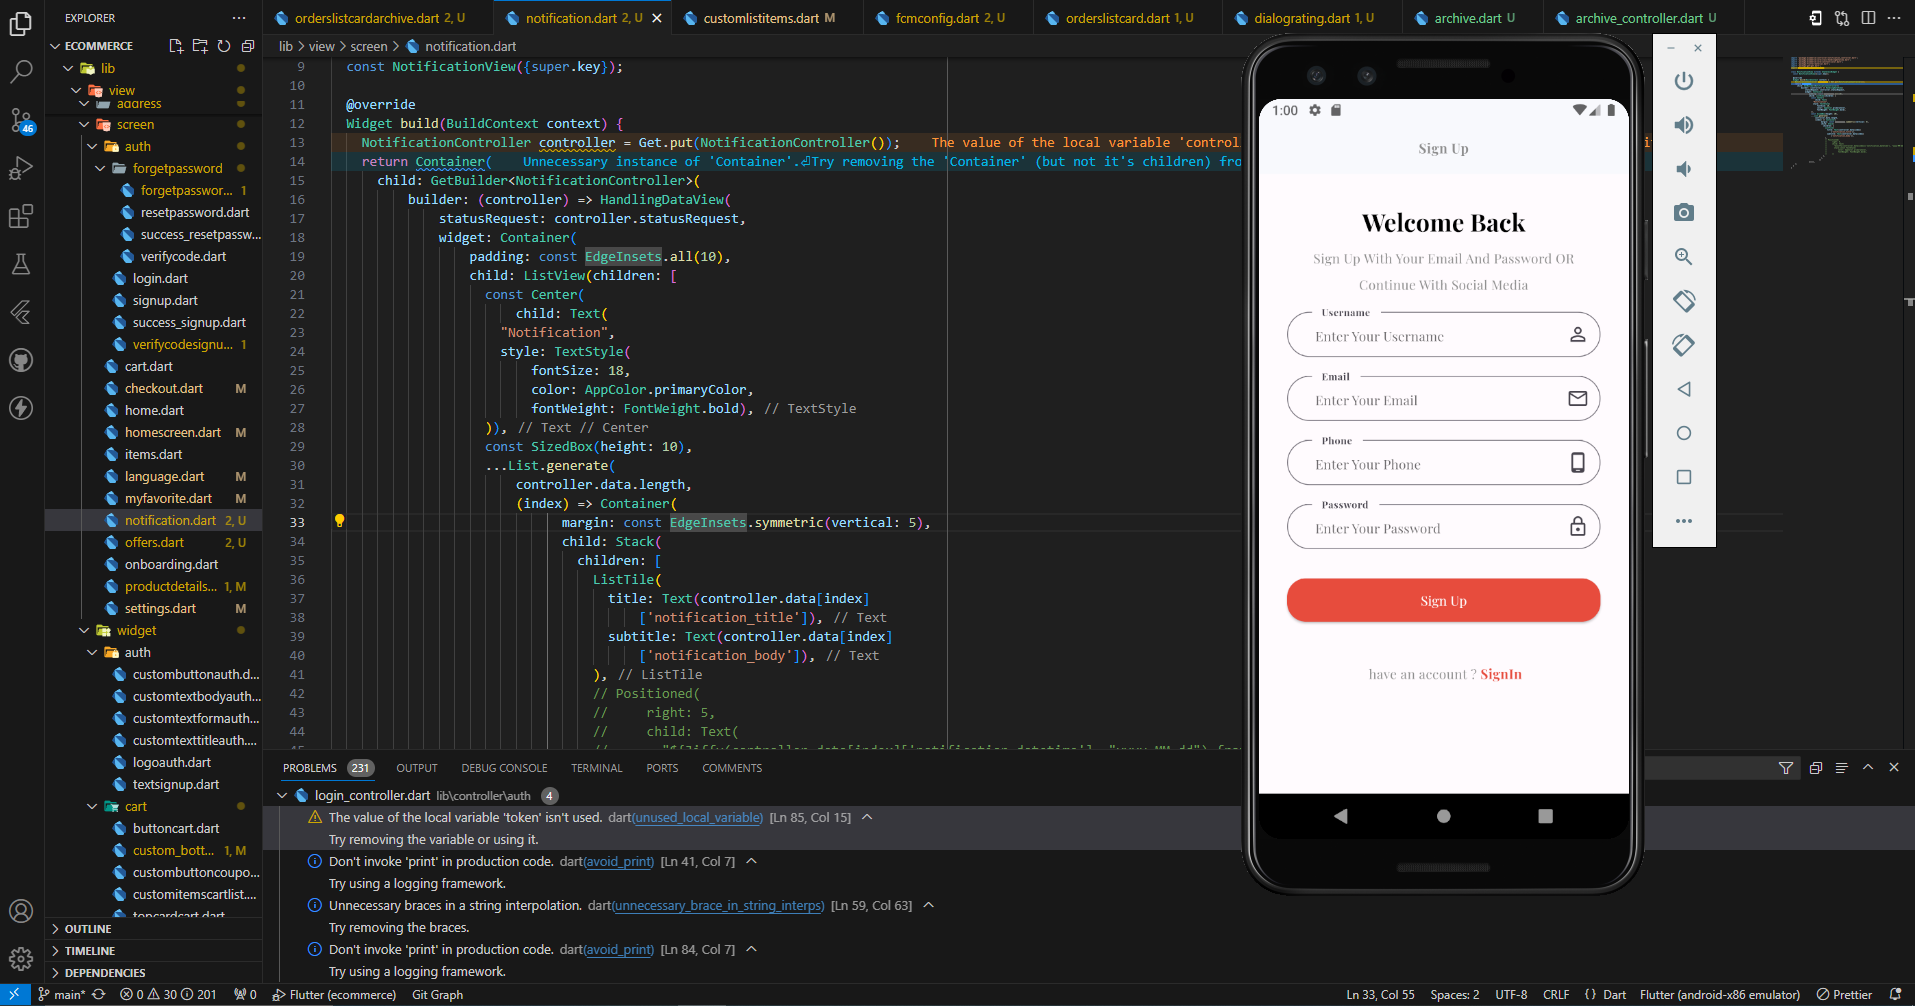 EXPLORER
ECOMMERCE
lib
view
address
screen
auth
forgetpassword
forgetpasswor... 1
resetpassword.dart
success_resetpassw...
verifycode.dart
login.dart
signup.dart
success_signup.dart
verifycodesignu... 1
cart.dart
checkout.dart M
home.dart
homescreen.dart M
items.dart
language.dart M
myfavorite.dart M
notification.dart 2, U
offers.dart 2, U
onboarding.dart
productdetails... 1, M
settings.dart M
widget
auth
custombuttonauth.d...
customtextbodyauth...
customtextformauth...
customtexttitleauth....
logoauth.dart
textsignup.dart
cart
buttoncart.dart
custom_bott... 1, M
custombuttoncoupo...
customitemscartlist....
topcardcart.dart
OUTLINE
TIMELINE
DEPENDENCIES
46
orderslistcardarchive.dart 2, U
notification.dart 2, U
customlistitems.dart M
fcmconfig.dart 2, U
orderslistcard.dart 1, U
dialograting.dart 1, U
archive.dart U
archive_controller.dart U
lib > view > screen > notification.dart
9 const NotificationView({super.key});
10
11 @override
12 Widget build(BuildContext context) {
13 NotificationController controller = Get.put(NotificationController()); The value of the local variable 'control
14 return Container( Unnecessary instance of 'Container'.⏎Try removing the 'Container' (but not it's children) fro
15 child: GetBuilder<NotificationController>(
16 builder: (controller) => HandlingDataView(
17 statusRequest: controller.statusRequest,
18 widget: Container(
19 padding: const EdgeInsets.all(10),
20 child: ListView(children: [
21 const Center(
22 child: Text(
23 "Notification",
24 style: TextStyle(
25 fontSize: 18,
26 color: AppColor.primaryColor,
27 fontWeight: FontWeight.bold), // TextStyle
28 )), // Text // Center
29 const SizedBox(height: 10),
30 ...List.generate(
31 controller.data.length,
32 (index) => Container(
33 margin: const EdgeInsets.symmetric(vertical: 5),
34 child: Stack(
35 children: [
36 ListTile(
37 title: Text(controller.data[index]
38 ['notification_title']), // Text
39 subtitle: Text(controller.data[index]
40 ['notification_body']), // Text
41 ), // ListTile
42 // Positioned(
43 // right: 5,
44 // child: Text(
1:00
Sign Up
Welcome Back
Sign Up With Your Email And Password OR
Continue With Social Media
Username
Enter Your Username
Email
Enter Your Email
Phone
Enter Your Phone
Password
Enter Your Password
Sign Up
have an account ? SignIn
PROBLEMS 231 OUTPUT DEBUG CONSOLE TERMINAL PORTS COMMENTS
login_controller.dart lib\controller\auth 4
The value of the local variable 'token' isn't used. dart(unused_local_variable) [Ln 85, Col 15]
Try removing the variable or using it.
Don't invoke 'print' in production code. dart(avoid_print) [Ln 41, Col 7]
Try using a logging framework.
Unnecessary braces in a string interpolation. dart(unnecessary_brace_in_string_interps) [Ln 59, Col 63]
Try removing the braces.
Don't invoke 'print' in production code. dart(avoid_print) [Ln 84, Col 7]
Try using a logging framework.
main* 0 30 201 0 Flutter (ecommerce) Git Graph Ln 33, Col 55 Spaces: 2 UTF-8 CRLF { } Dart Flutter (android-x86 emulator) Prettier